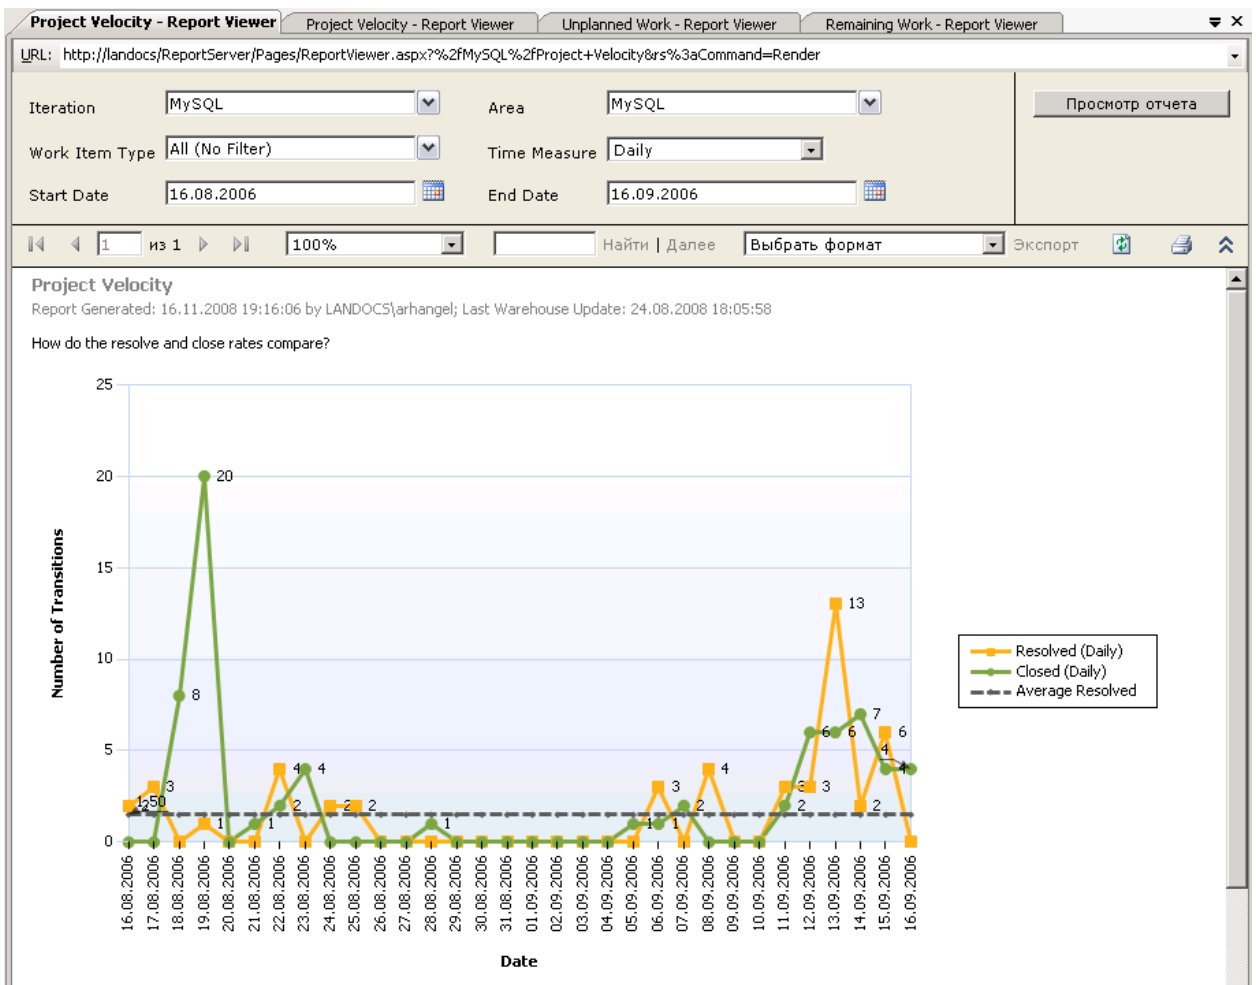 Project Velocity - Report Viewer Project Velocity - Report Viewer Unplanned Work - Report Viewer Remaining Work - Report Viewer
URL: http://landocs/ReportServer/Pages/ReportViewer.aspx?%2fMySQL%2fProject+Velocity&rs%3aCommand=Render
Iteration MySQL Area MySQL Просмотр отчета
Work Item Type All (No Filter) Time Measure Daily
Start Date 16.08.2006 End Date 16.09.2006
1 из 1 100% Найти | Далее Выбрать формат Экспорт
Project Velocity
Report Generated: 16.11.2008 19:16:06 by LANDOCS\arhangel; Last Warehouse Update: 24.08.2008 18:05:58
How do the resolve and close rates compare?
25
20 20
15
13
10
8
7
6 6 6
5
4
4 4 4 4
3 3 3 3
2 1,50 2 2 2 2 2 2
1 1 1 1 1
0
Number of Transitions
Resolved (Daily)
Closed (Daily)
Average Resolved
16.08.2006 17.08.2006 18.08.2006 19.08.2006 20.08.2006 21.08.2006 22.08.2006 23.08.2006 24.08.2006 25.08.2006 26.08.2006 27.08.2006 28.08.2006 29.08.2006 30.08.2006 31.08.2006 01.09.2006 02.09.2006 03.09.2006 04.09.2006 05.09.2006 06.09.2006 07.09.2006 08.09.2006 09.09.2006 10.09.2006 11.09.2006 12.09.2006 13.09.2006 14.09.2006 15.09.2006 16.09.2006
Date